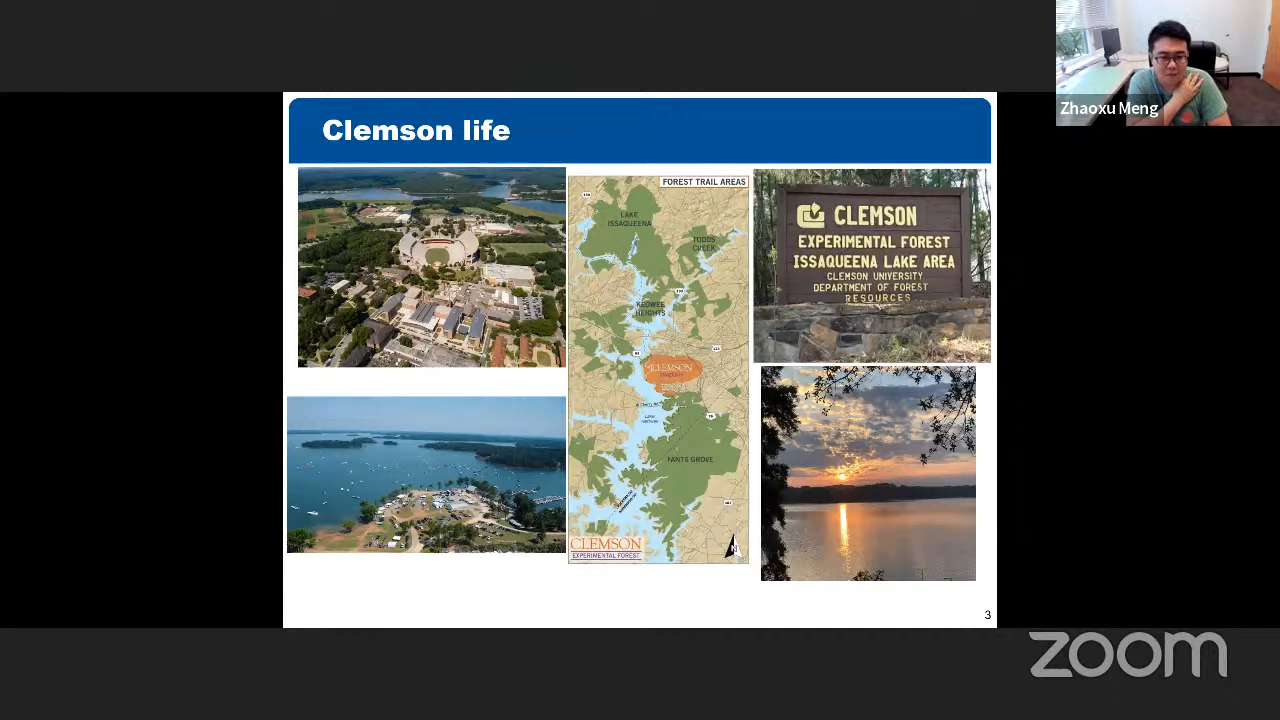 Zhaoxu Meng
Clemson life
FOREST TRAIL AREAS
LAKE
ISSAQUEENA
TODDS
CREEK
KEOWEE
HEIGHTS
CLEMSON
FANTS GROVE
CLEMSON
EXPERIMENTAL FOREST
CLEMSON
EXPERIMENTAL FOREST
ISSAQUEENA LAKE AREA
CLEMSON UNIVERSITY
DEPARTMENT OF FOREST
RESOURCES
3
zoom